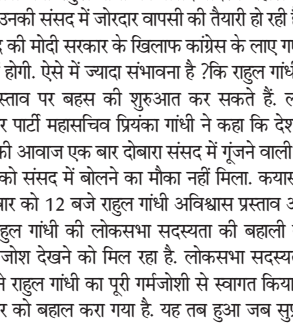 उनकी संसद में जोरदार वापसी की तैयारी हो रही
की मोदी सरकार के खिलाफ कांग्रेस के लाए
होगी. ऐसे में ज्यादा संभावना है ?कि राहुल गांधी
पर बहस की शुरुआत कर सकते हैं.
पार्टी महासचिव प्रियंका गांधी ने कहा कि देश
की आवाज एक बार दोबारा संसद में गूंजने वाली
को संसद में बोलने का मौका नहीं मिला. कयास
को 12 बजे राहुल गांधी अविश्वास प्रस्ताव
राहुल गांधी की लोकसभा सदस्यता की बहाली
जोश देखने को मिल रहा है. लोकसभा सदस्य
ने राहुल गांधी का पूरी गर्मजोशी से स्वागत किया
को बहाल करा गया है. यह तब हुआ जब